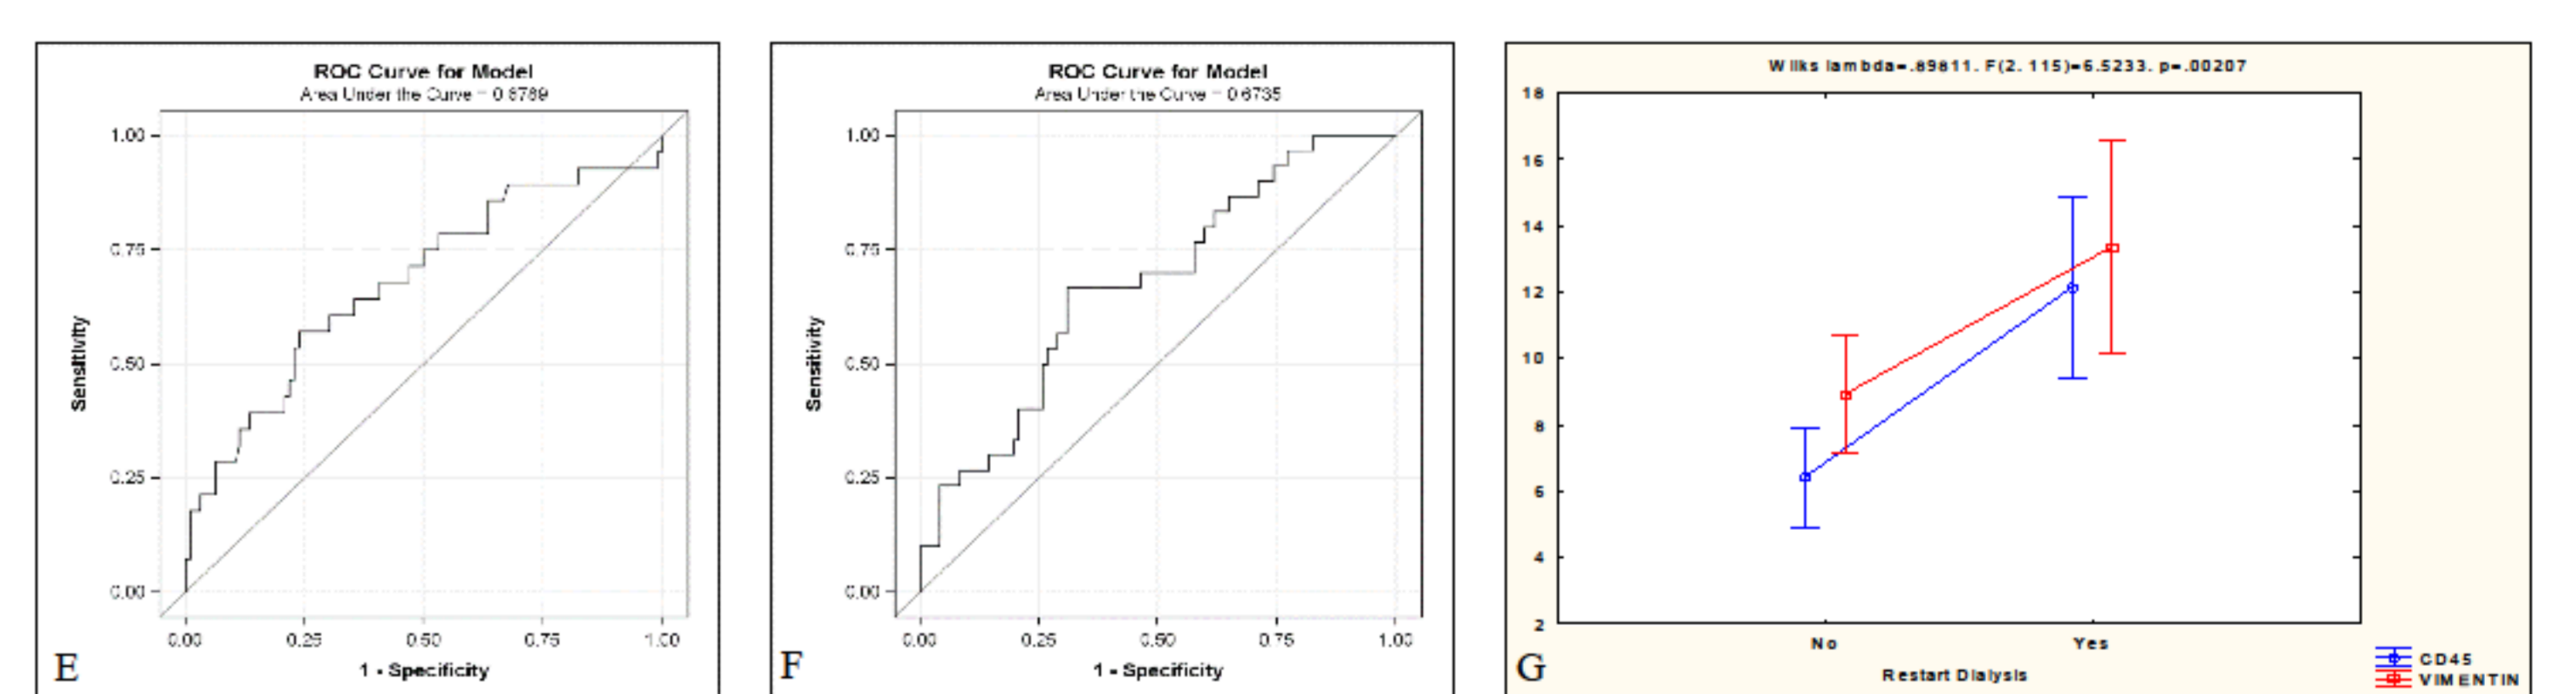 ROC Curve for Model
Area Under the Curve = 0.6789
1.00
0.75
0.50
0.25
0.00
Sensitivity
0.00 0.25 0.50 0.75 1.00
1 - Specificity
E
ROC Curve for Model
Area Under the Curve = 0.6735
1.00
0.75
0.50
0.25
0.00
Sensitivity
0.00 0.25 0.50 0.75 1.00
1 - Specificity
F
Wilks lambda=.89811. F(2. 115)=6.5233. p=.00207
18
16
14
12
10
8
6
4
2
No Yes
Restart Dialysis
G
CD45
VIMENTIN